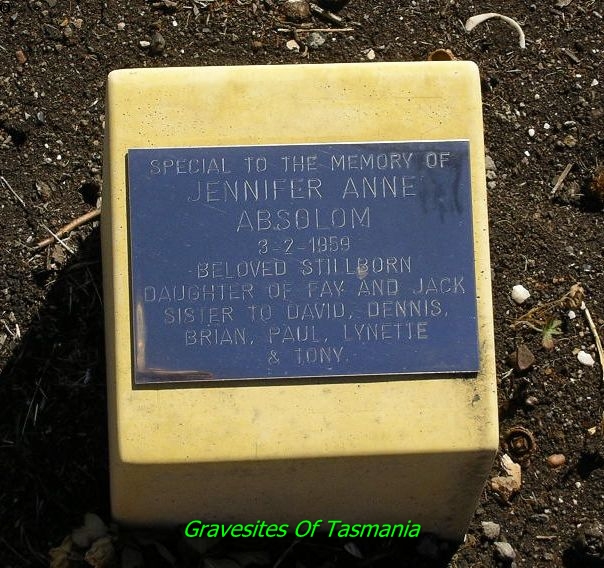 SPECIAL TO THE MEMORY OF
JENNIFER ANNE
ABSOLOM
3-2-1959
BELOVED STILLBORN
DAUGHTER OF FAY AND JACK
SISTER TO DAVID, DENNIS,
BRIAN, PAUL, LYNETTE
& TONY.
Gravesites Of Tasmania